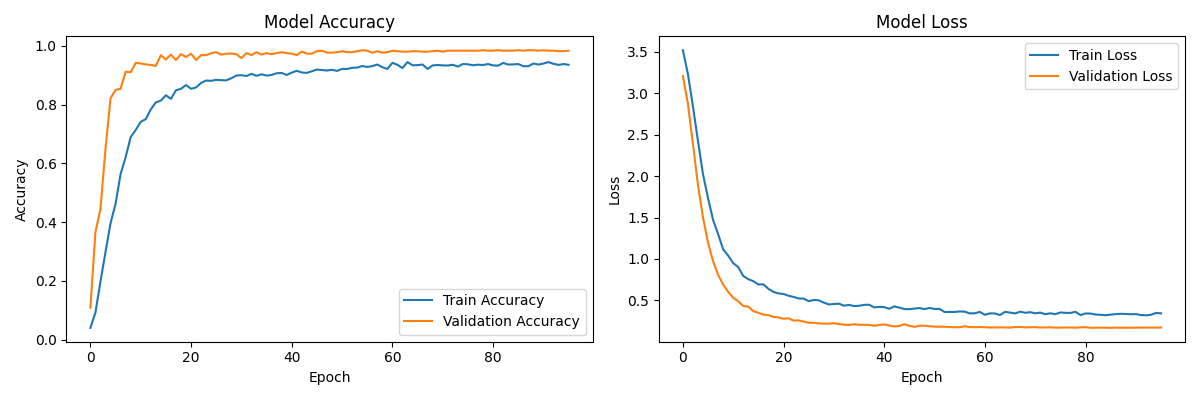 Model Accuracy
1.0
0.8
0.6
0.4
0.2
0.0
Accuracy
0
20
40
60
80
Epoch
Train Accuracy
Validation Accuracy
Model Loss
3.5
3.0
2.5
2.0
1.5
1.0
0.5
Loss
0
20
40
60
80
Epoch
Train Loss
Validation Loss